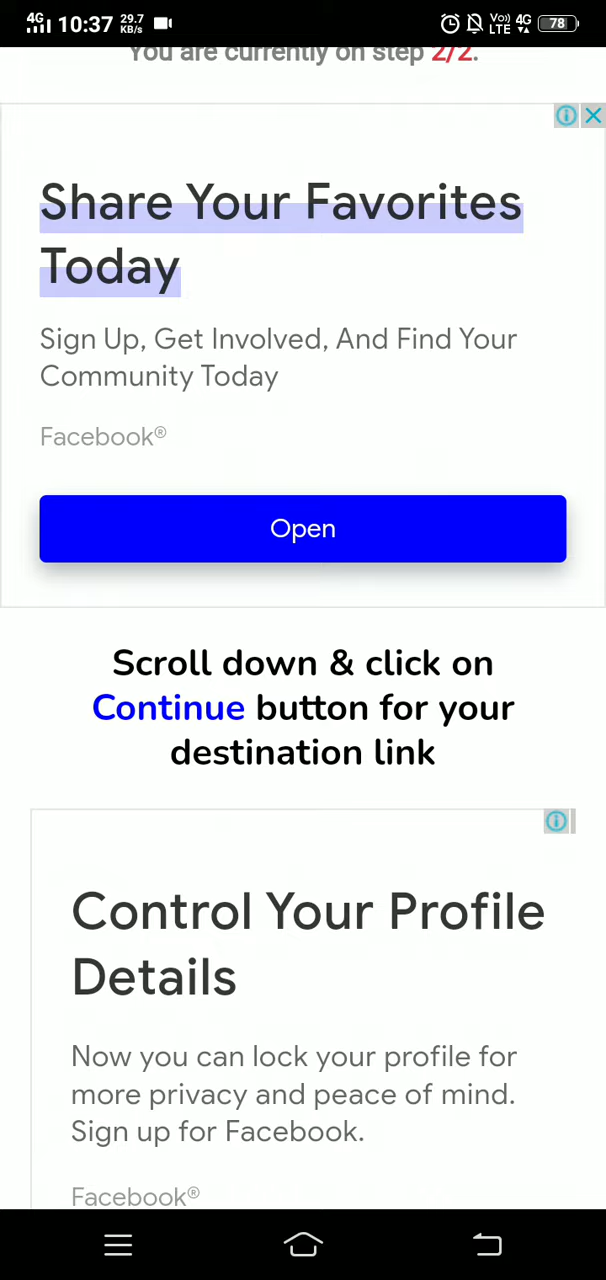 4G 10:37 29.7 KB/s Vo)) LTE 4G 78
You are currently on step 2/2.
Share Your Favorites
Today
Sign Up, Get Involved, And Find Your
Community Today
Facebook®
Open
Scroll down & click on
Continue button for your
destination link
Control Your Profile
Details
Now you can lock your profile for
more privacy and peace of mind.
Sign up for Facebook.
Facebook®